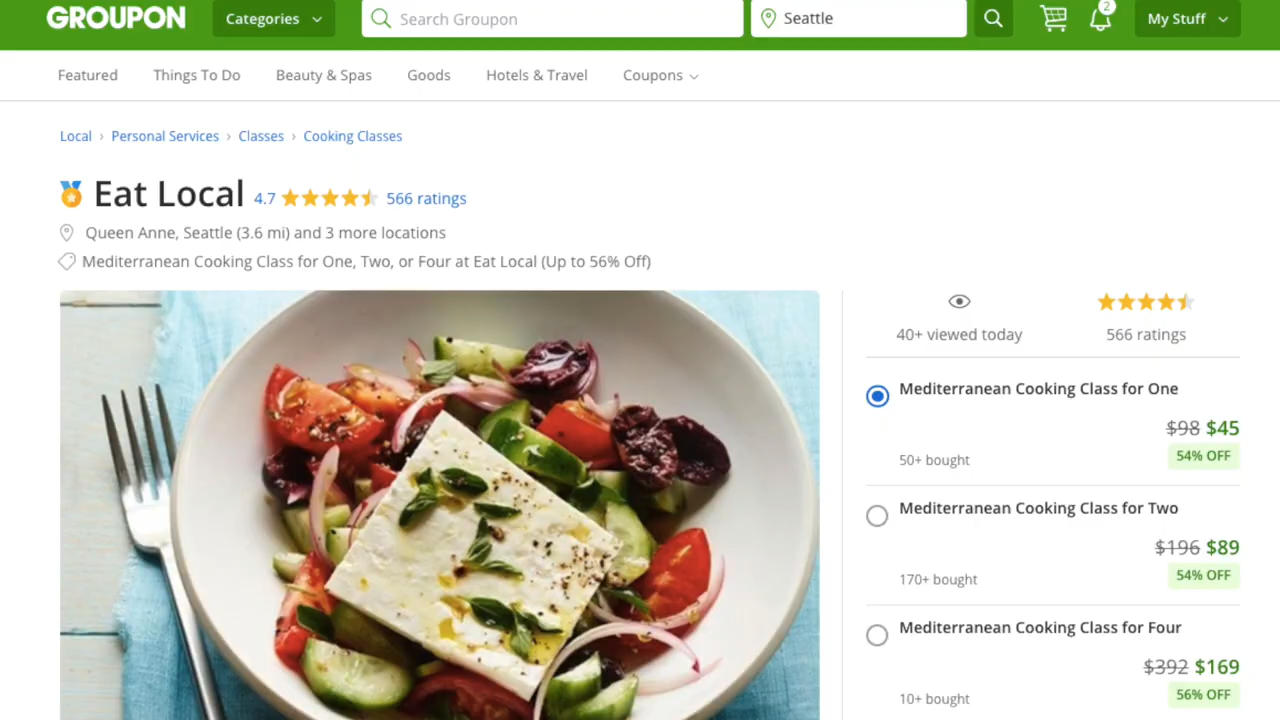 GROUPON Categories Search Groupon Seattle 2 My Stuff
Featured Things To Do Beauty & Spas Goods Hotels & Travel Coupons
Local › Personal Services › Classes › Cooking Classes
Eat Local 4.7 566 ratings
Queen Anne, Seattle (3.6 mi) and 3 more locations
Mediterranean Cooking Class for One, Two, or Four at Eat Local (Up to 56% Off)
40+ viewed today 566 ratings
Mediterranean Cooking Class for One
$98 $45
50+ bought 54% OFF
Mediterranean Cooking Class for Two
$196 $89
170+ bought 54% OFF
Mediterranean Cooking Class for Four
$392 $169
10+ bought 56% OFF